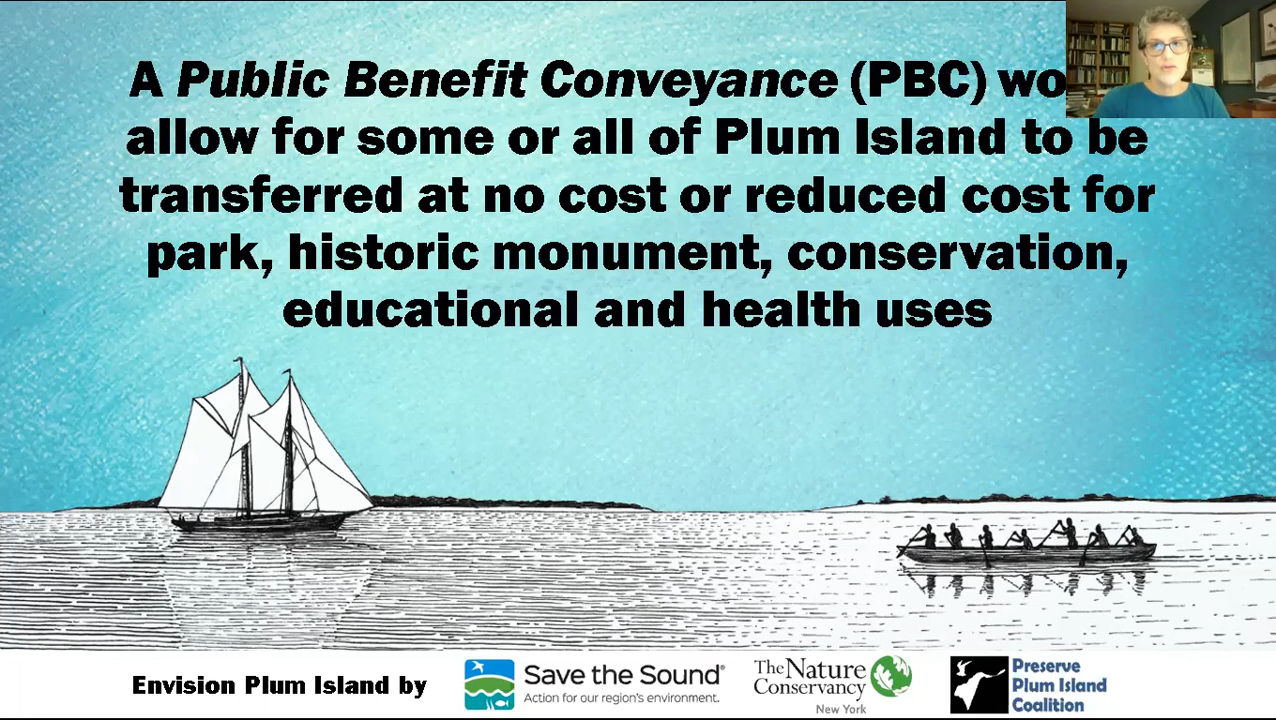 A Public Benefit Conveyance (PBC) wo
allow for some or all of Plum Island to be
transferred at no cost or reduced cost for
park, historic monument, conservation,
educational and health uses
Envision Plum Island by
Save the Sound®
Action for our region's environment.
The Nature
Conservancy
New York
Preserve
Plum Island
Coalition